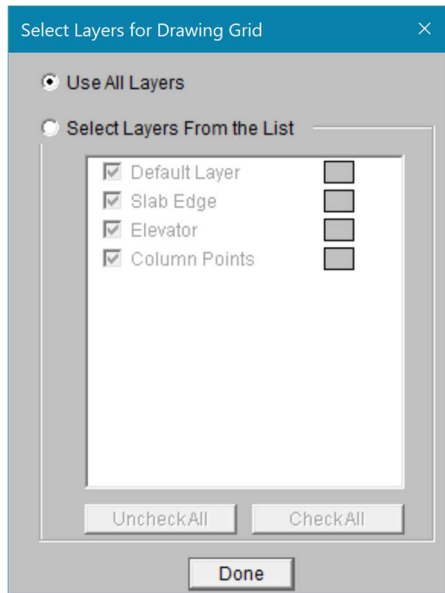 Select Layers for Drawing Grid
Use All Layers
Select Layers From the List
Default Layer
Slab Edge
Elevator
Column Points
UncheckAll CheckAll
Done